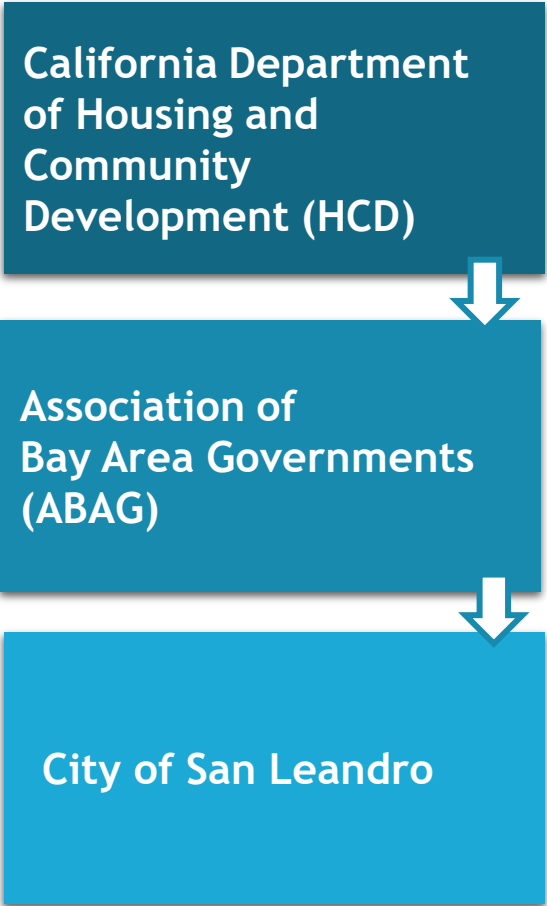 California Department
of Housing and
Community
Development (HCD)
Association of
Bay Area Governments
(ABAG)
City of San Leandro